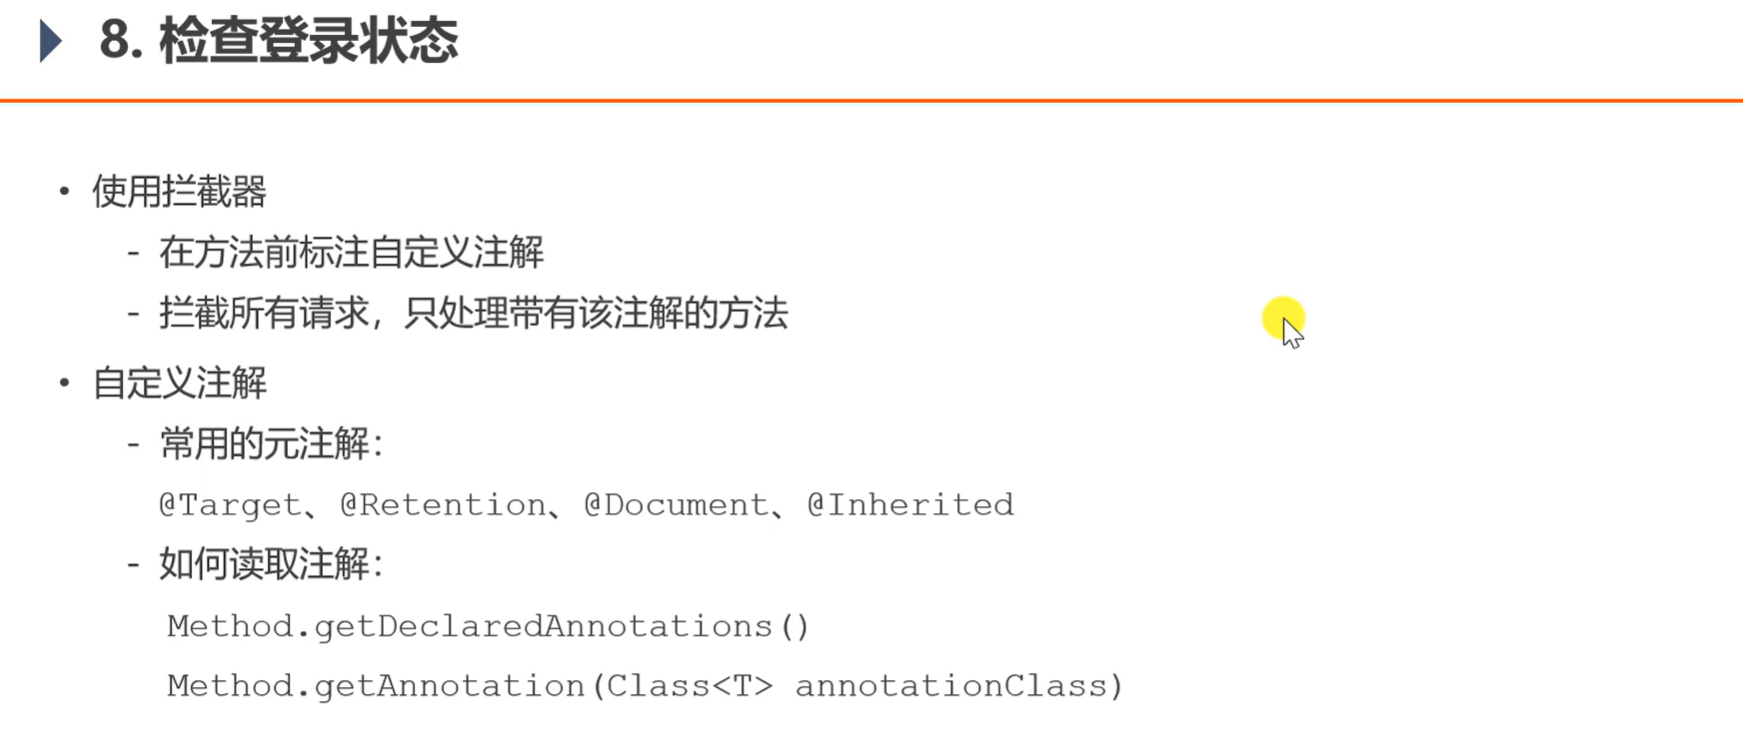 8. 检查登录状态
• 使用拦截器
- 在方法前标注自定义注解
- 拦截所有请求，只处理带有该注解的方法
• 自定义注解
- 常用的元注解：
@Target、@Retention、@Document、@Inherited
- 如何读取注解：
Method.getDeclaredAnnotations()
Method.getAnnotation(Class<T> annotationClass)